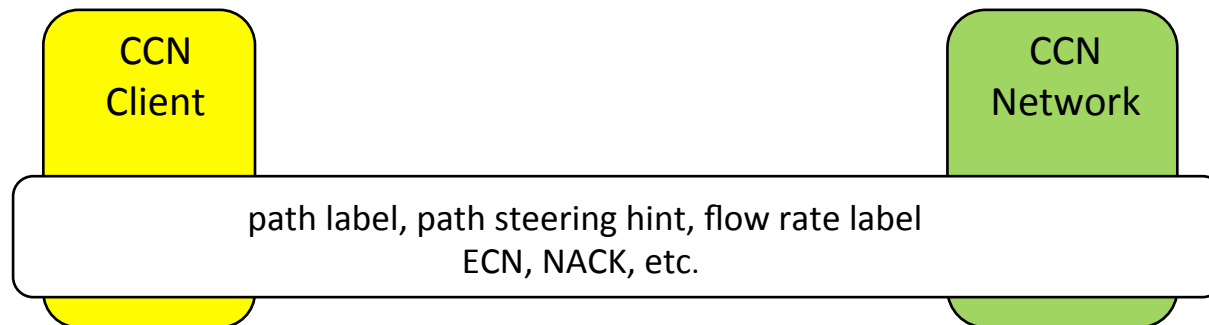 CCN
Client
CCN
Network
path label, path steering hint, flow rate label
ECN, NACK, etc.